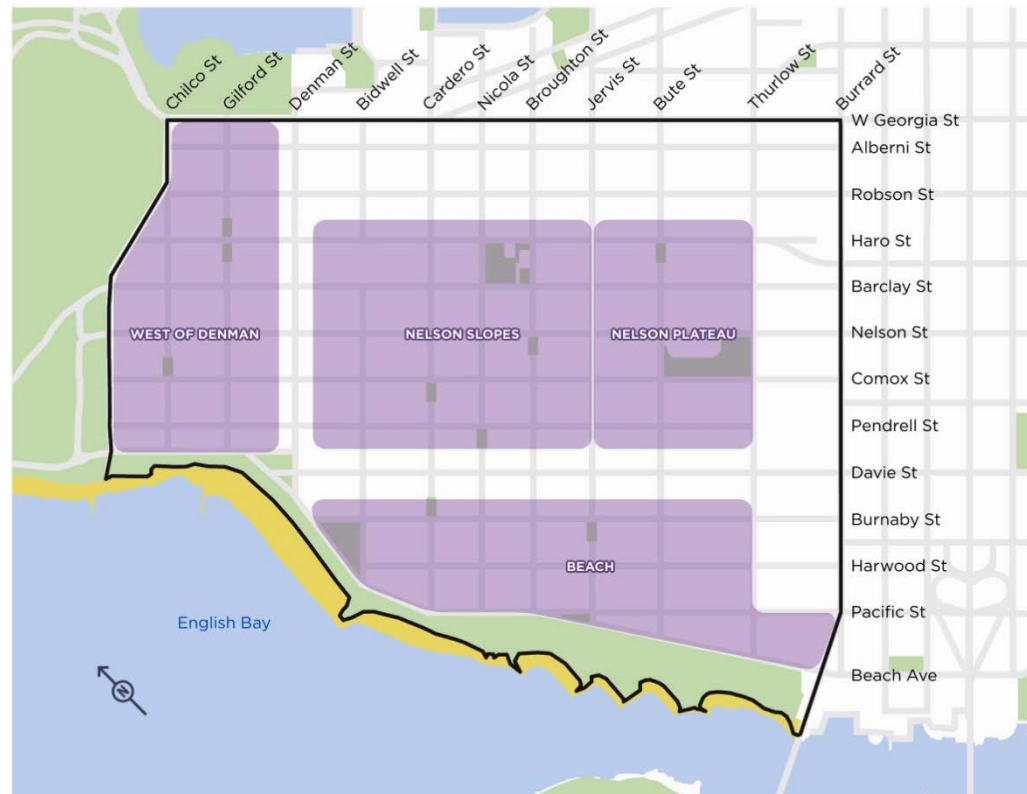 Chilco St
Gilford St
Denman St
Bidwell St
Cardero St
Nicola St
Broughton St
Jervis St
Bute St
Thurlow St
Burrard St
W Georgia St
Alberni St
Robson St
Haro St
Barclay St
WEST OF DENMAN
NELSON SLOPES
NELSON PLATEAU
Nelson St
Comox St
Pendrell St
Davie St
Burnaby St
BEACH
Harwood St
Pacific St
English Bay
Beach Ave
N